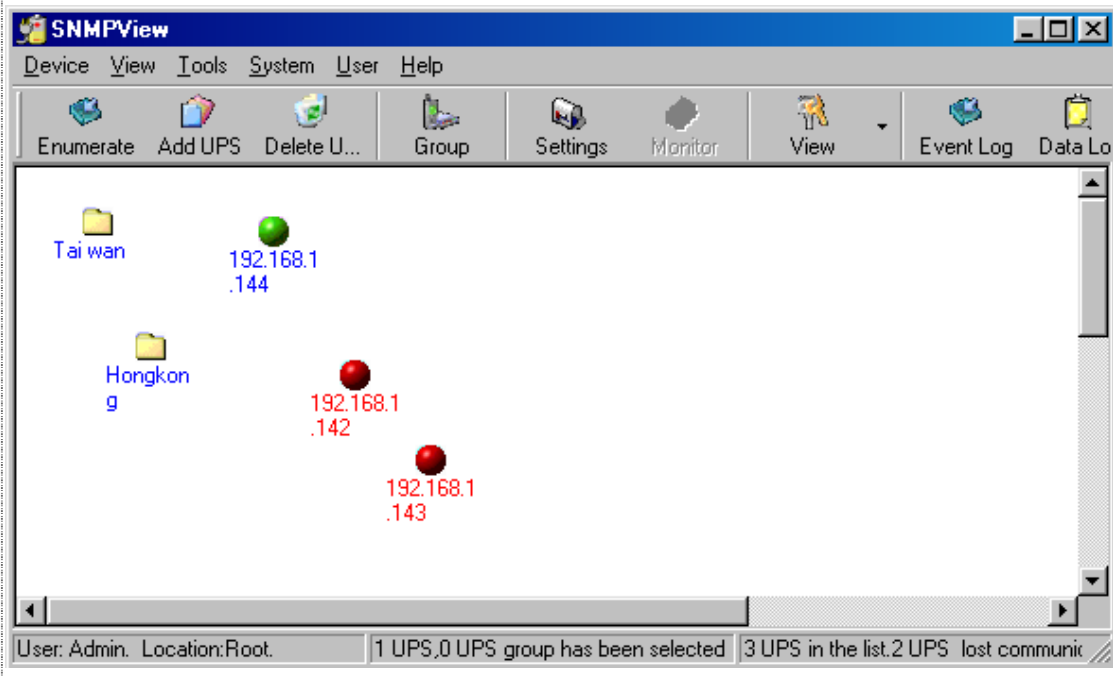 SNMPView
Device View Tools System User Help
Enumerate Add UPS Delete U... Group Settings Monitor View Event Log Data Lo
Taiwan
192.168.1
.144
Hongkon
g
192.168.1
.142
192.168.1
.143
User: Admin. Location:Root. 1 UPS,0 UPS group has been selected 3 UPS in the list.2 UPS lost communic